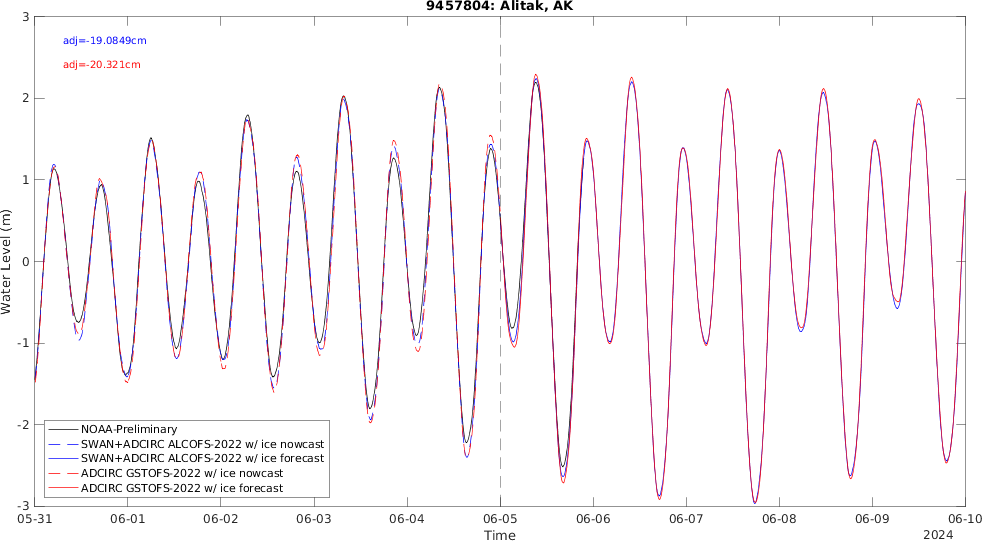 9457804: Alitak, AK
adj=-19.0849cm
adj=-20.321cm
3
2
1
0
-1
-2
-3
Water Level (m)
NOAA-Preliminary
SWAN+ADCIRC ALCOFS-2022 w/ ice nowcast
SWAN+ADCIRC ALCOFS-2022 w/ ice forecast
ADCIRC GSTOFS-2022 w/ ice nowcast
ADCIRC GSTOFS-2022 w/ ice forecast
05-31 06-01 06-02 06-03 06-04 06-05 06-06 06-07 06-08 06-09 06-10
Time
2024